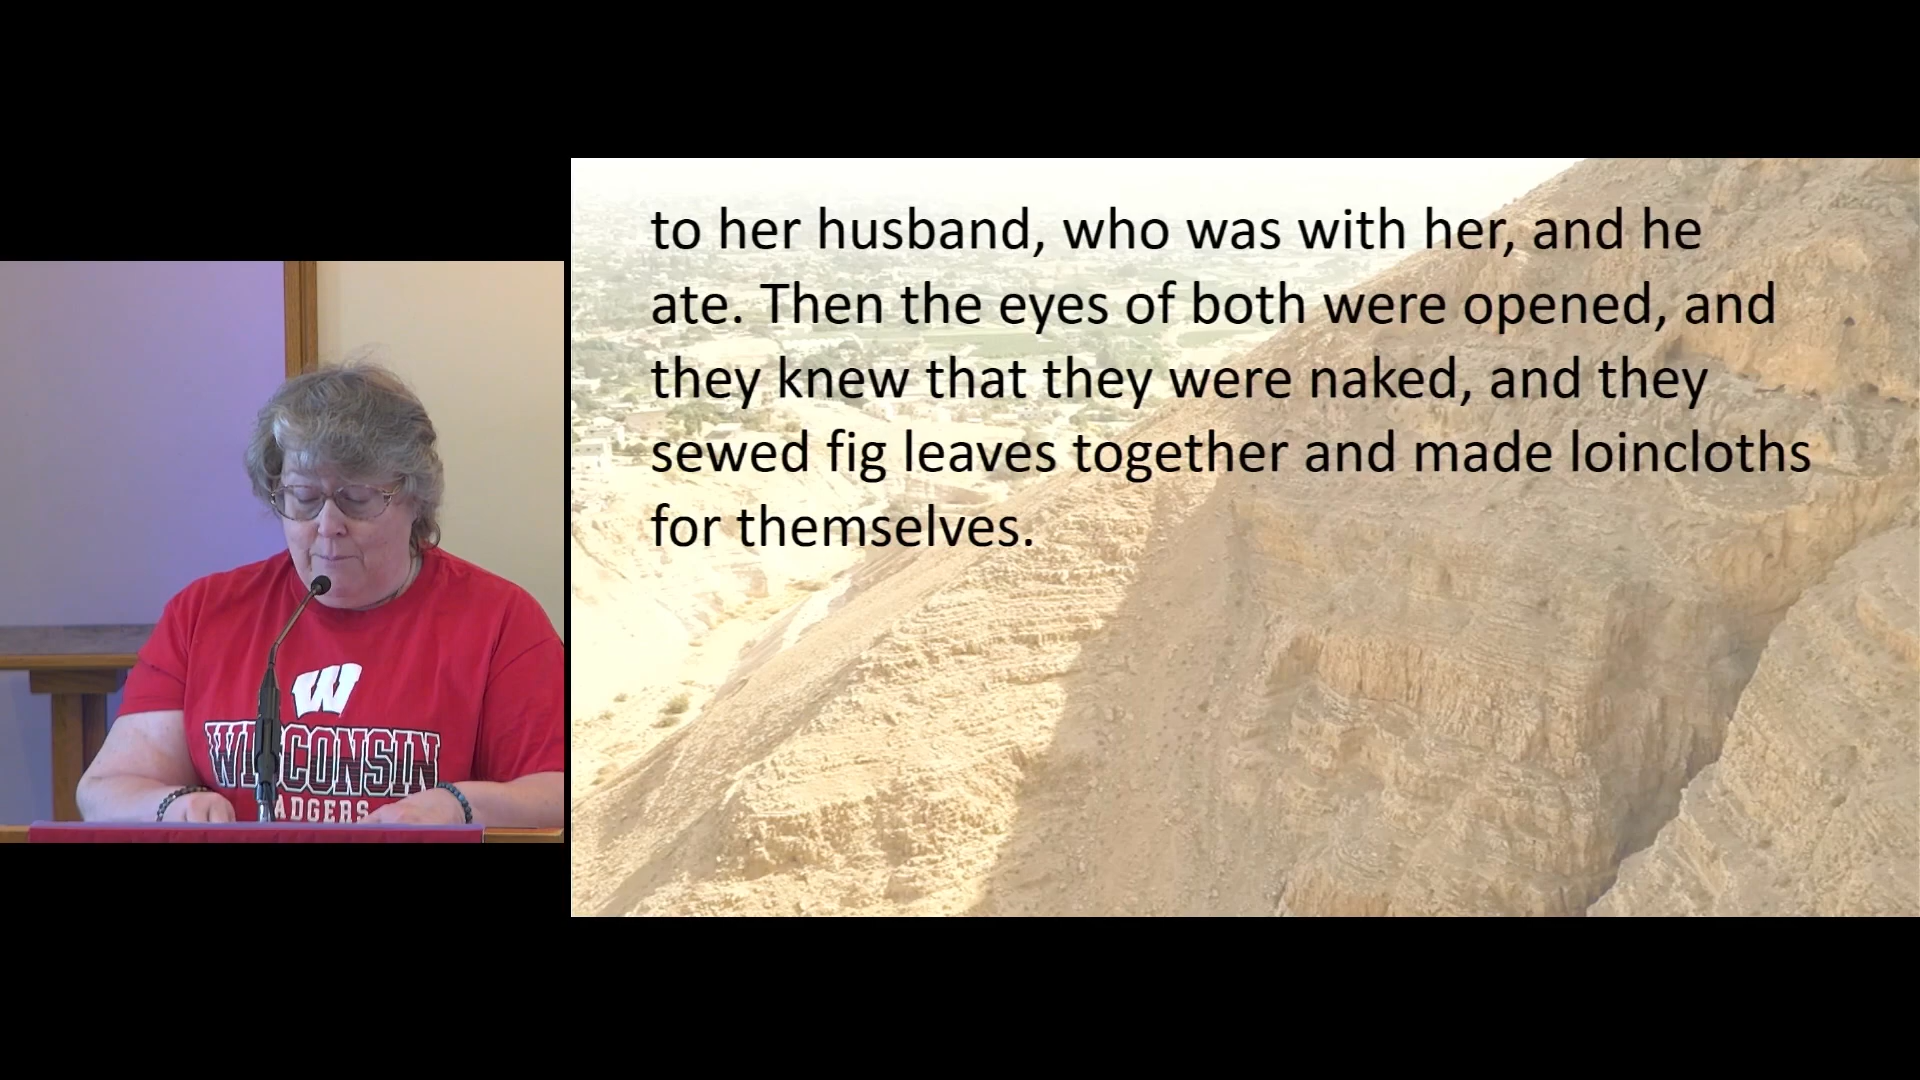 to her husband, who was with her, and he
ate. Then the eyes of both were opened, and
they knew that they were naked, and they
sewed fig leaves together and made loincloths
for themselves.
W
WISCONSIN
BADGERS